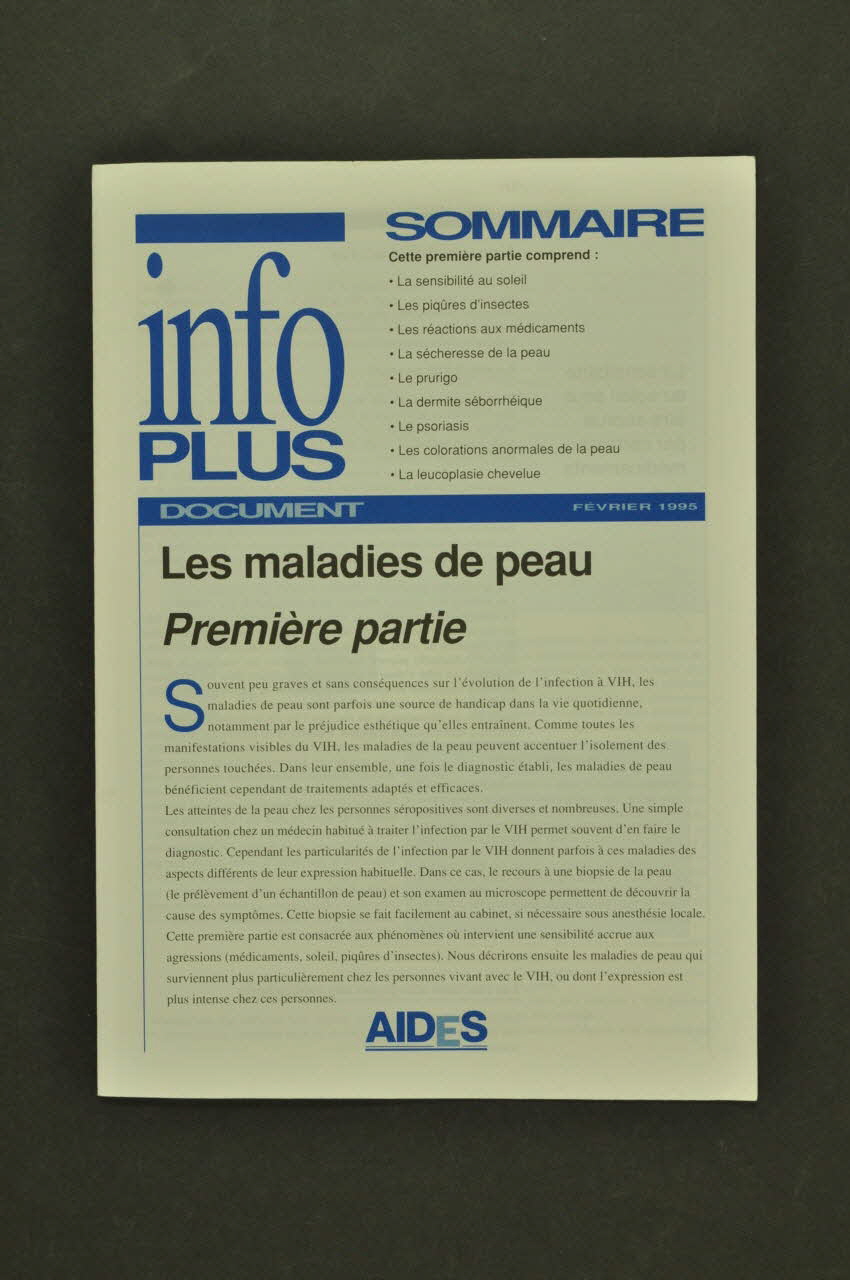 info
PLUS
SOMMAIRE
Cette première partie comprend :
• La sensibilité au soleil
• Les piqûres d'insectes
• Les réactions aux médicaments
• La sécheresse de la peau
• Le prurigo
• La dermite séborrhéique
• Le psoriasis
• Les colorations anormales de la peau
• La leucoplasie chevelue
DOCUMENT FÉVRIER 1995
Les maladies de peau
Première partie
Souvent peu graves et sans conséquences sur l'évolution de l'infection à VIH, les
maladies de peau sont parfois une source de handicap dans la vie quotidienne,
notamment par le préjudice esthétique qu'elles entraînent. Comme toutes les
manifestations visibles du VIH, les maladies de la peau peuvent accentuer l'isolement des
personnes touchées. Dans leur ensemble, une fois le diagnostic établi, les maladies de peau
bénéficient cependant de traitements adaptés et efficaces.
Les atteintes de la peau chez les personnes séropositives sont diverses et nombreuses. Une simple
consultation chez un médecin habitué à traiter l'infection par le VIH permet souvent d'en faire le
diagnostic. Cependant les particularités de l'infection par le VIH donnent parfois à ces maladies des
aspects différents de leur expression habituelle. Dans ce cas, le recours à une biopsie de la peau
(le prélèvement d'un échantillon de peau) et son examen au microscope permettent de découvrir la
cause des symptômes. Cette biopsie se fait facilement au cabinet, si nécessaire sous anesthésie locale.
Cette première partie est consacrée aux phénomènes où intervient une sensibilité accrue aux
agressions (médicaments, soleil, piqûres d'insectes). Nous décrirons ensuite les maladies de peau qui
surviennent plus particulièrement chez les personnes vivant avec le VIH, ou dont l'expression est
plus intense chez ces personnes.
AIDES